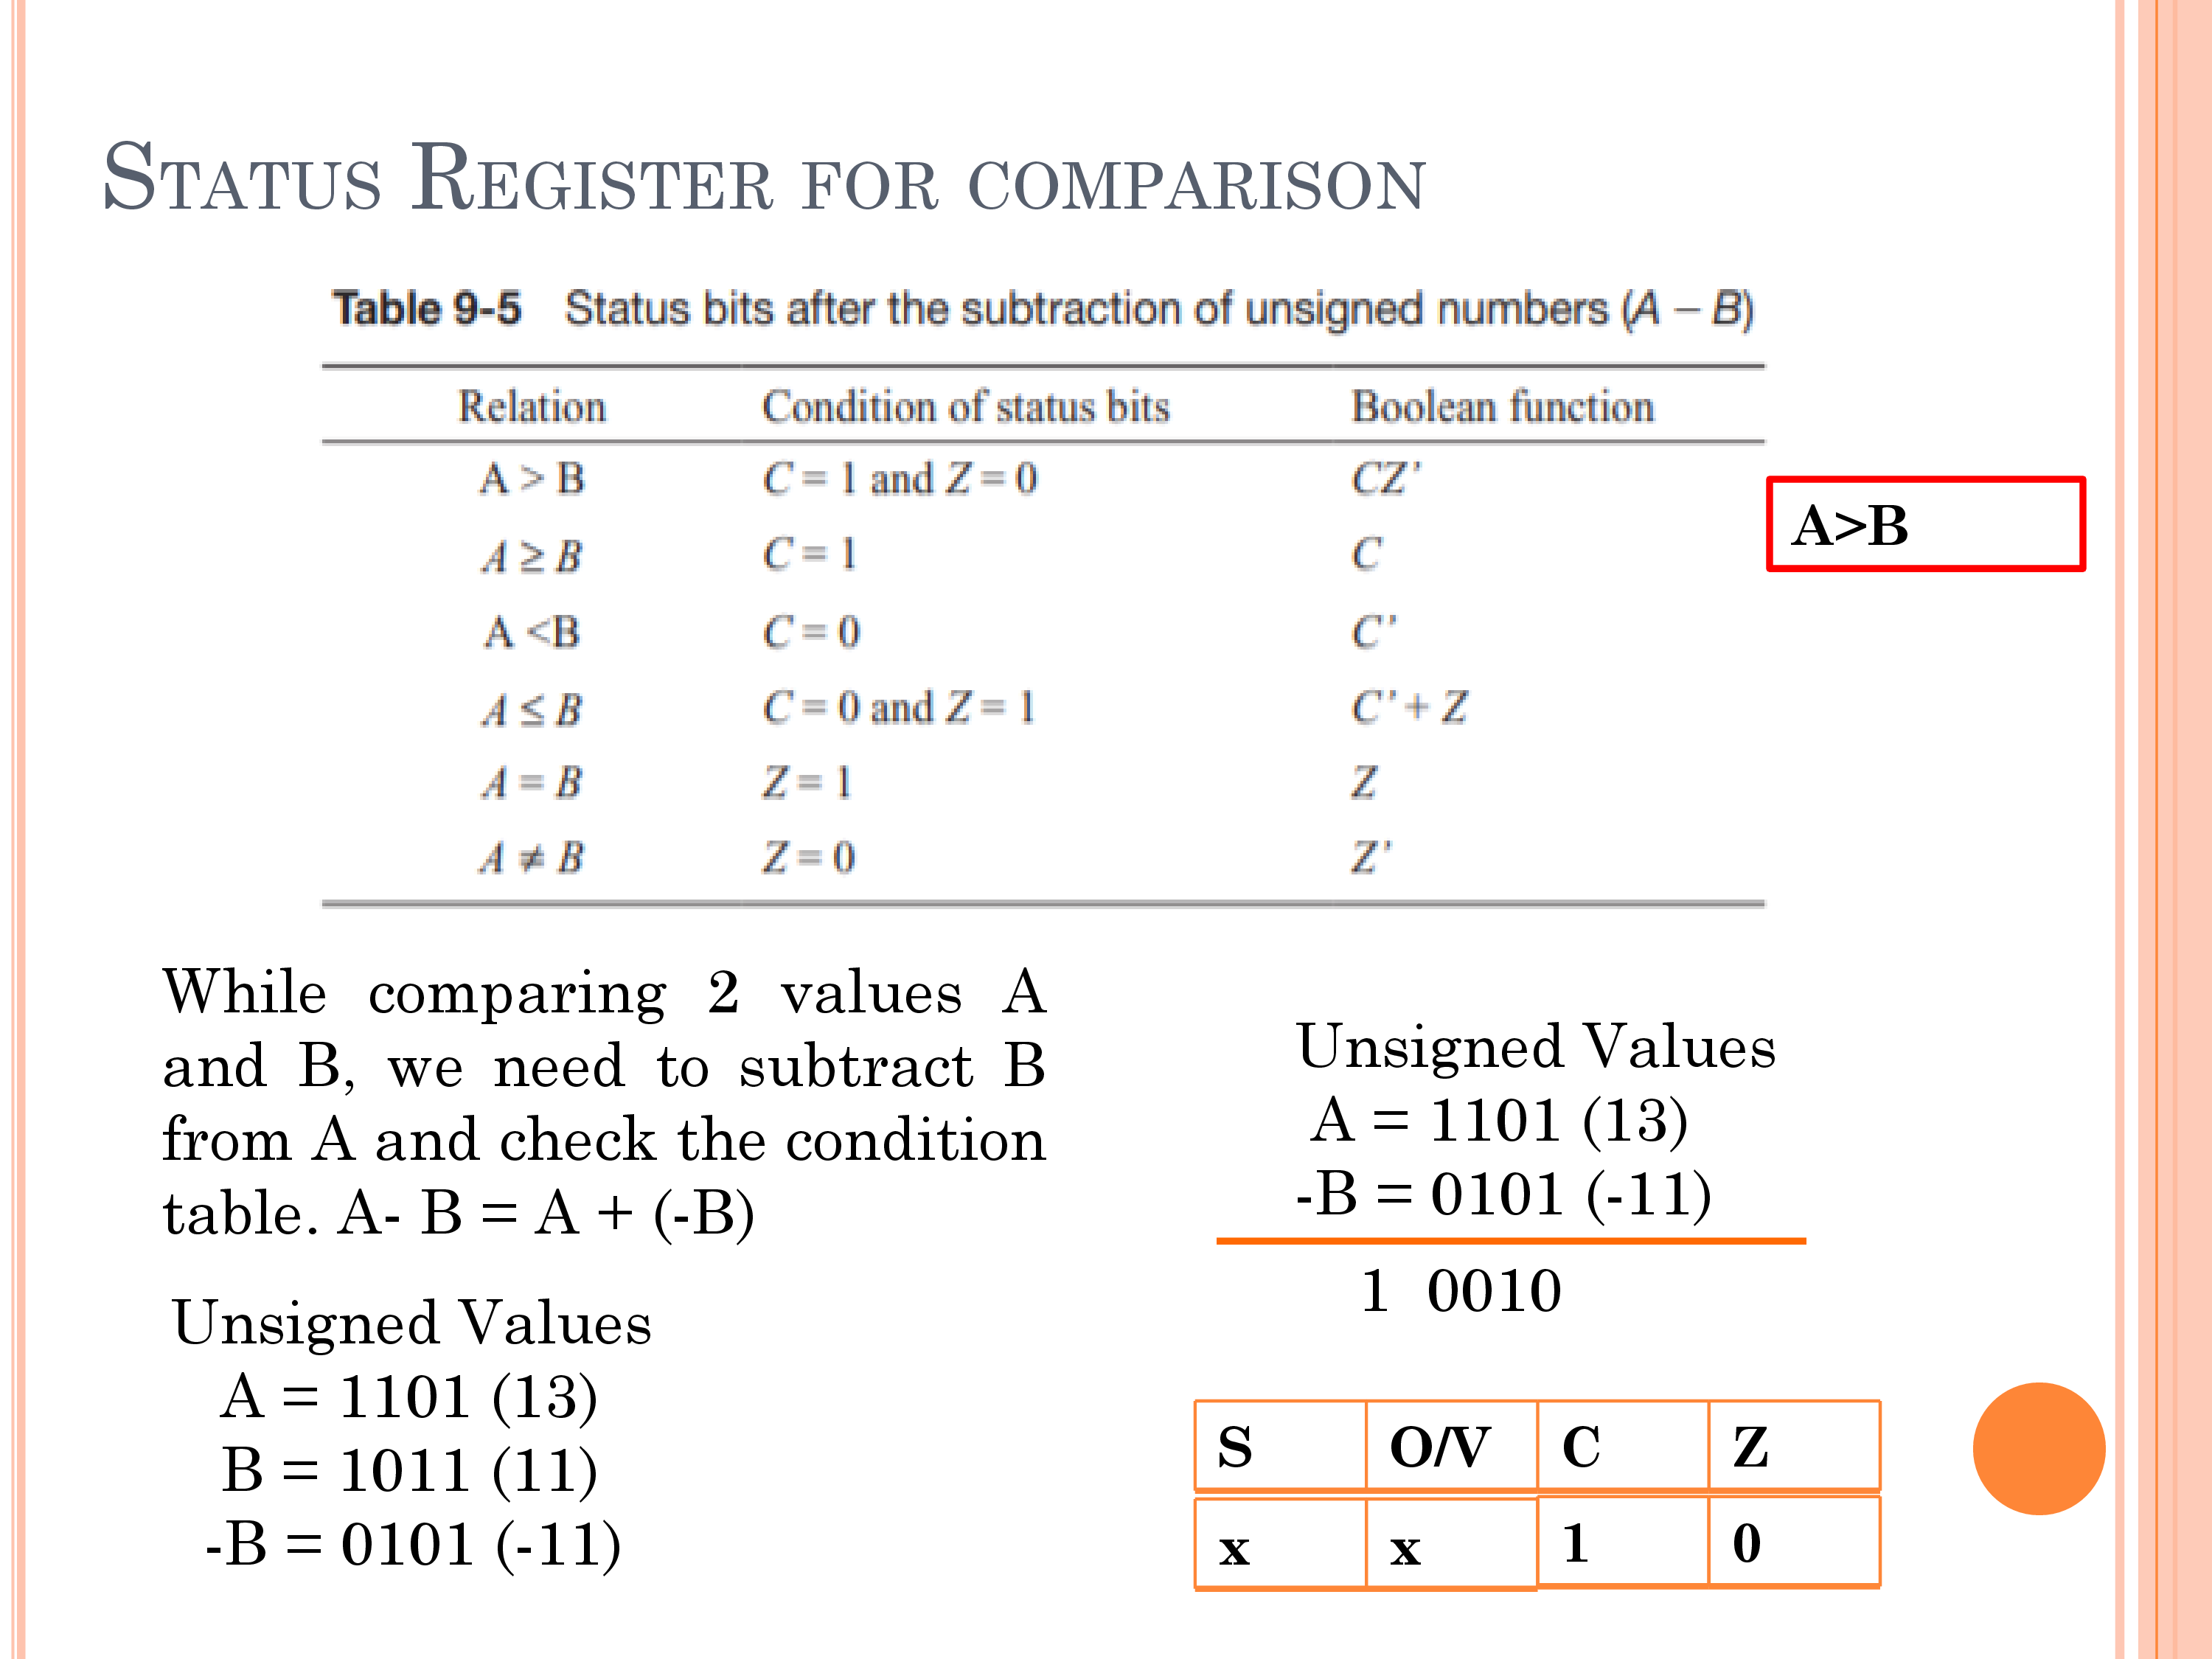 STATUS REGISTER FOR COMPARISON
Table 9-5 Status bits after the subtraction of unsigned numbers (A – B)
Relation Condition of status bits Boolean function
A > B C = 1 and Z = 0 CZ’
A ≥ B C = 1 C
A <B C = 0 C’
A ≤ B C = 0 and Z = 1 C’ + Z
A = B Z = 1 Z
A ≠ B Z = 0 Z’
A>B
While comparing 2 values A
and B, we need to subtract B
from A and check the condition
table. A- B = A + (-B)
Unsigned Values
A = 1101 (13)
B = 1011 (11)
-B = 0101 (-11)
Unsigned Values
A = 1101 (13)
-B = 0101 (-11)
1 0010
S O/V C Z
x x 1 0